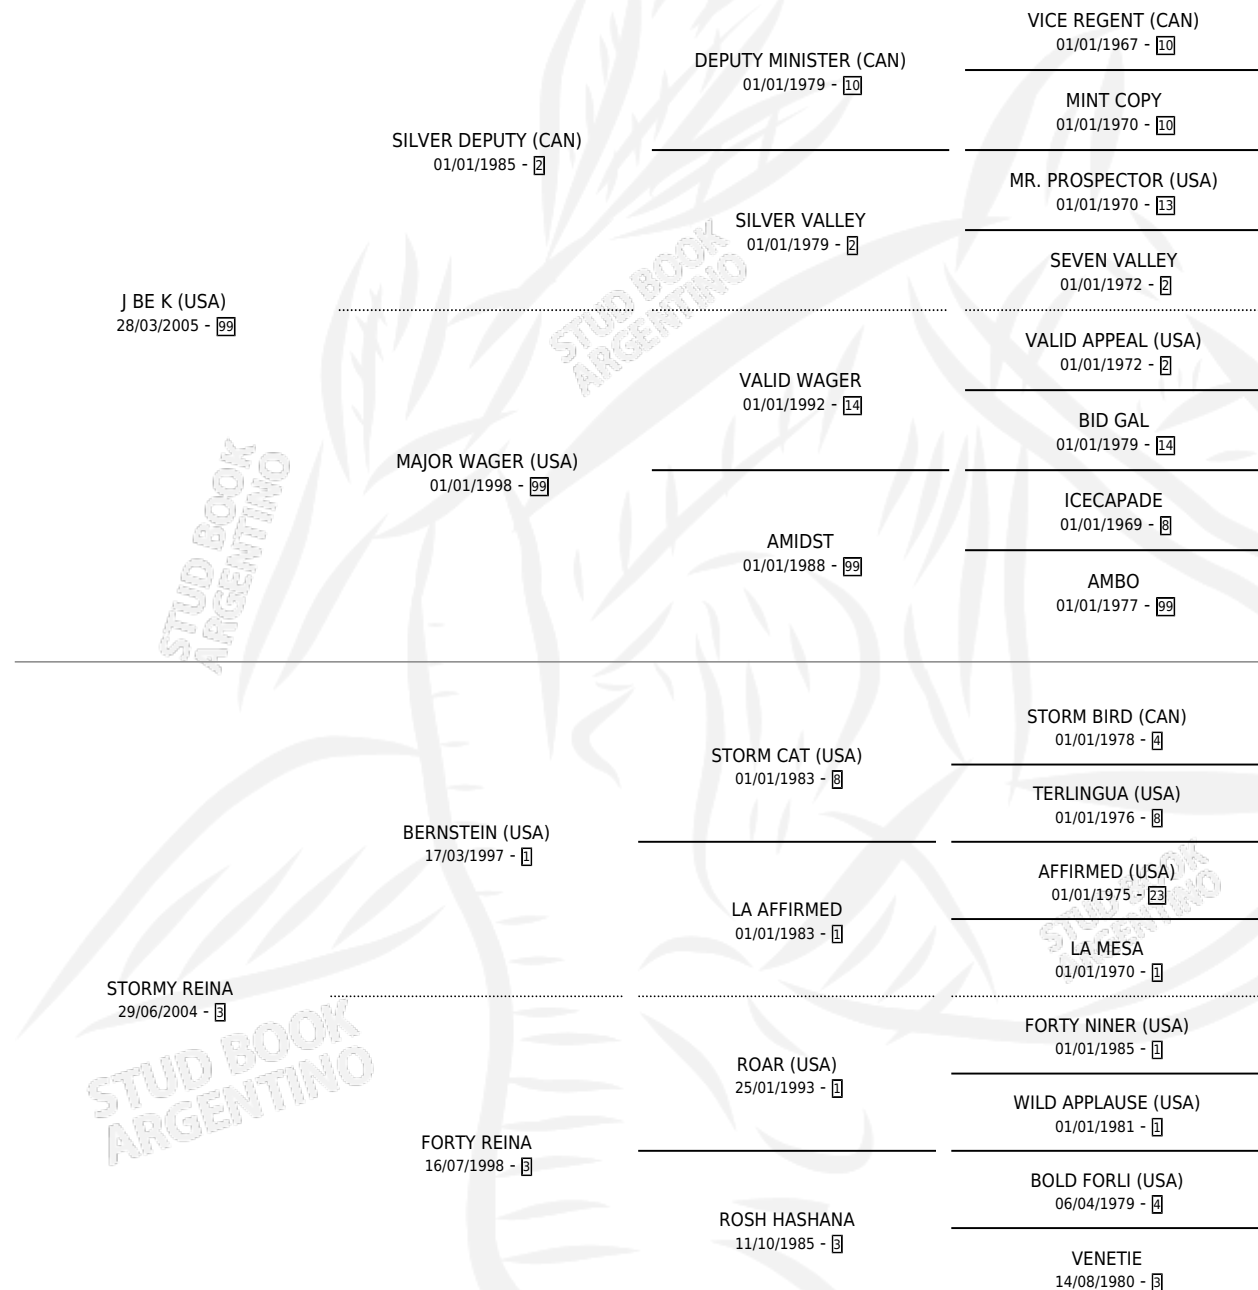 VICE REGENT (CAN)
01/01/1967 - 10
DEPUTY MINISTER (CAN)
01/01/1979 - 10
MINT COPY
01/01/1970 - 10
SILVER DEPUTY (CAN)
01/01/1985 - 2
MR. PROSPECTOR (USA)
01/01/1970 - 13
SILVER VALLEY
01/01/1979 - 2
SEVEN VALLEY
01/01/1972 - 2
J BE K (USA)
28/03/2005 - 99
STUD BOOK
ARGENTINO
VALID APPEAL (USA)
01/01/1972 - 2
VALID WAGER
01/01/1992 - 14
BID GAL
01/01/1979 - 14
MAJOR WAGER (USA)
01/01/1998 - 99
ICECAPADE
01/01/1969 - 8
AMIDST
01/01/1988 - 99
AMBO
01/01/1977 - 99
STUD BOOK
ARGENTINO
STORM BIRD (CAN)
01/01/1978 - 4
STORM CAT (USA)
01/01/1983 - 8
TERLINGUA (USA)
01/01/1976 - 8
BERNSTEIN (USA)
17/03/1997 - 1
AFFIRMED (USA)
01/01/1975 - 23
STUD BOOK
ARGENTINO
LA AFFIRMED
01/01/1983 - 1
LA MESA
01/01/1970 - 1
STORMY REINA
29/06/2004 - 3
STUD BOOK
ARGENTINO
FORTY NINER (USA)
01/01/1985 - 1
ROAR (USA)
25/01/1993 - 1
WILD APPLAUSE (USA)
01/01/1981 - 1
FORTY REINA
16/07/1998 - 3
BOLD FORLI (USA)
06/04/1979 - 4
ROSH HASHANA
11/10/1985 - 3
VENETIE
14/08/1980 - 3